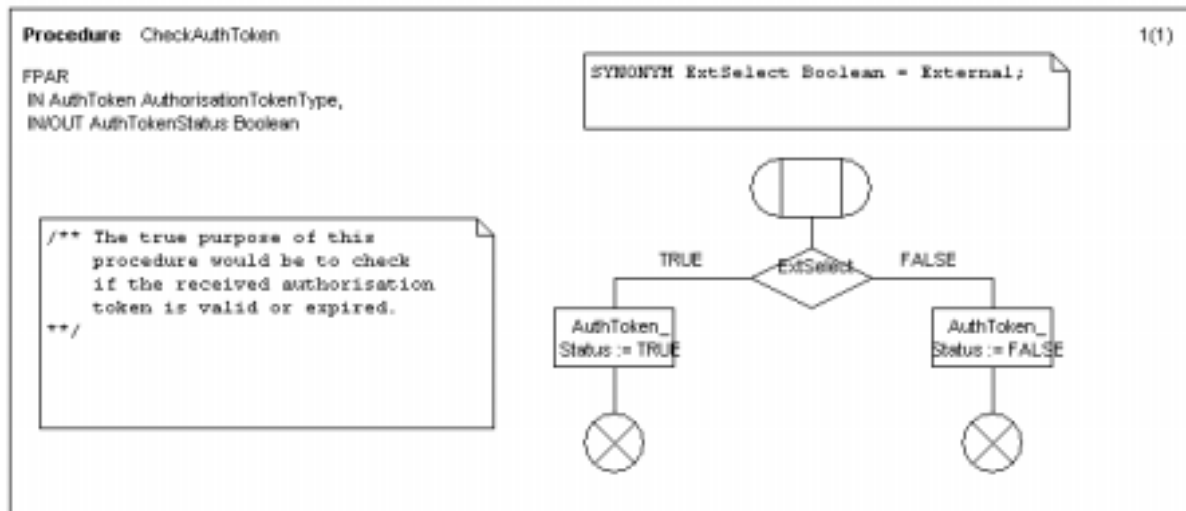 Procedure CheckAuthToken
1(1)
FPAR
IN AuthToken AuthorisationTokenType,
IN/OUT AuthTokenStatus Boolean
SYNONYM ExtSelect Boolean = External;
/** The true purpose of this
procedure would be to check
if the received authorisation
token is valid or expired.
**/
TRUE
ExtSelect
FALSE
AuthToken_
Status := TRUE
AuthToken_
Status := FALSE